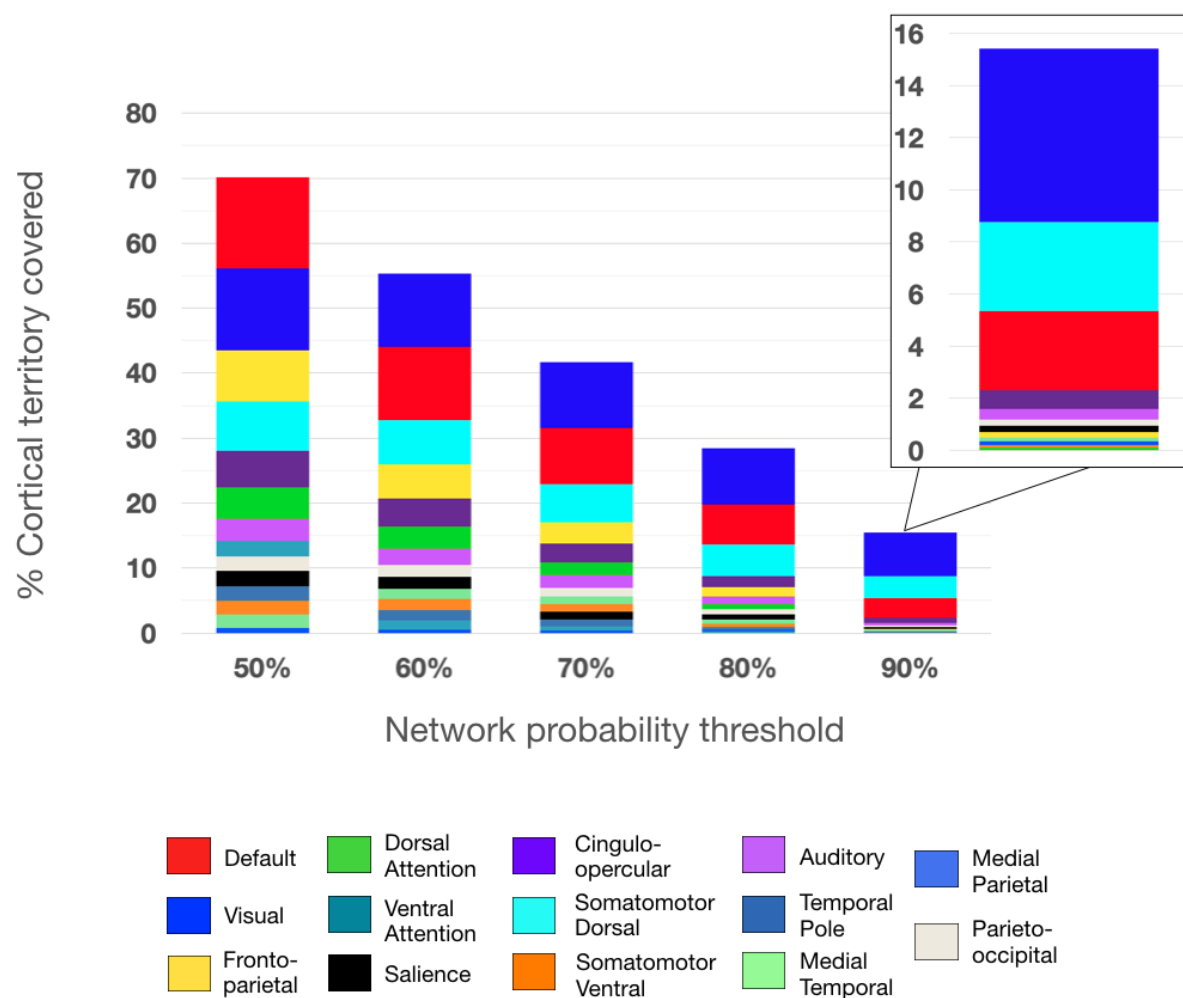 16
14
12
10
8
6
4
2
0
80
70
60
50
40
30
20
10
0
% Cortical territory covered
50%
60%
70%
80%
90%
Network probability threshold
Default
Dorsal
Attention
Cingulo-
opercular
Auditory
Medial
Parietal
Visual
Ventral
Attention
Somatomotor
Dorsal
Temporal
Pole
Parieto-
occipital
Fronto-
parietal
Salience
Somatomotor
Ventral
Medial
Temporal